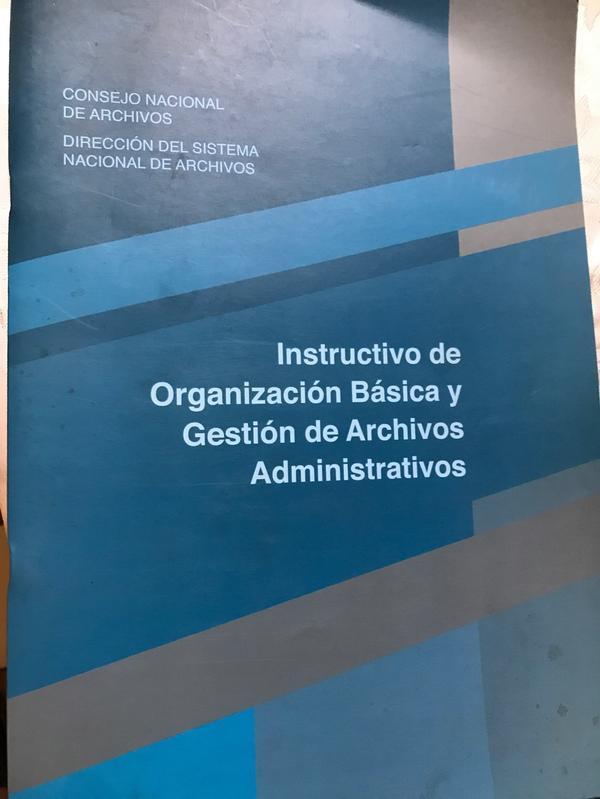 CONSEJO NACIONAL
DE ARCHIVOS
DIRECCIÓN DEL SISTEMA
NACIONAL DE ARCHIVOS
Instructivo de
Organización Básica y
Gestión de Archivos
Administrativos